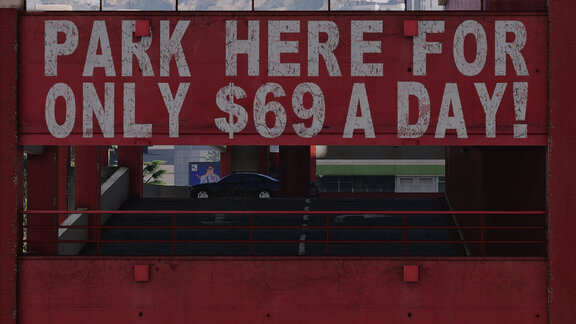 PARK HERE FOR
ONLY $69 A DAY!